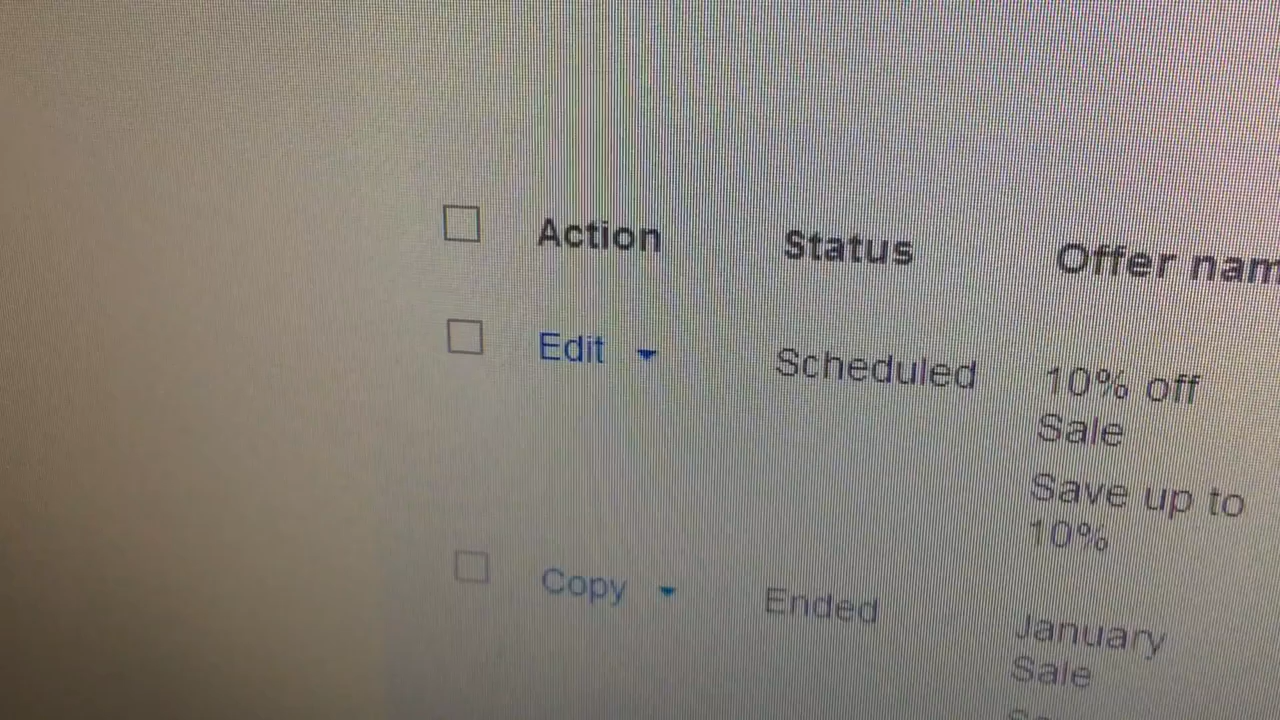 Action Status Offer nam
Edit Scheduled 10% off
Sale
Save up to
10%
Copy Ended January
Sale